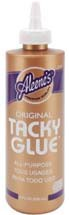 Aleene's
ORIGINAL
TACKY
GLUE
ALL-PURPOSE
TOUS USAGES
PARA TODO USO